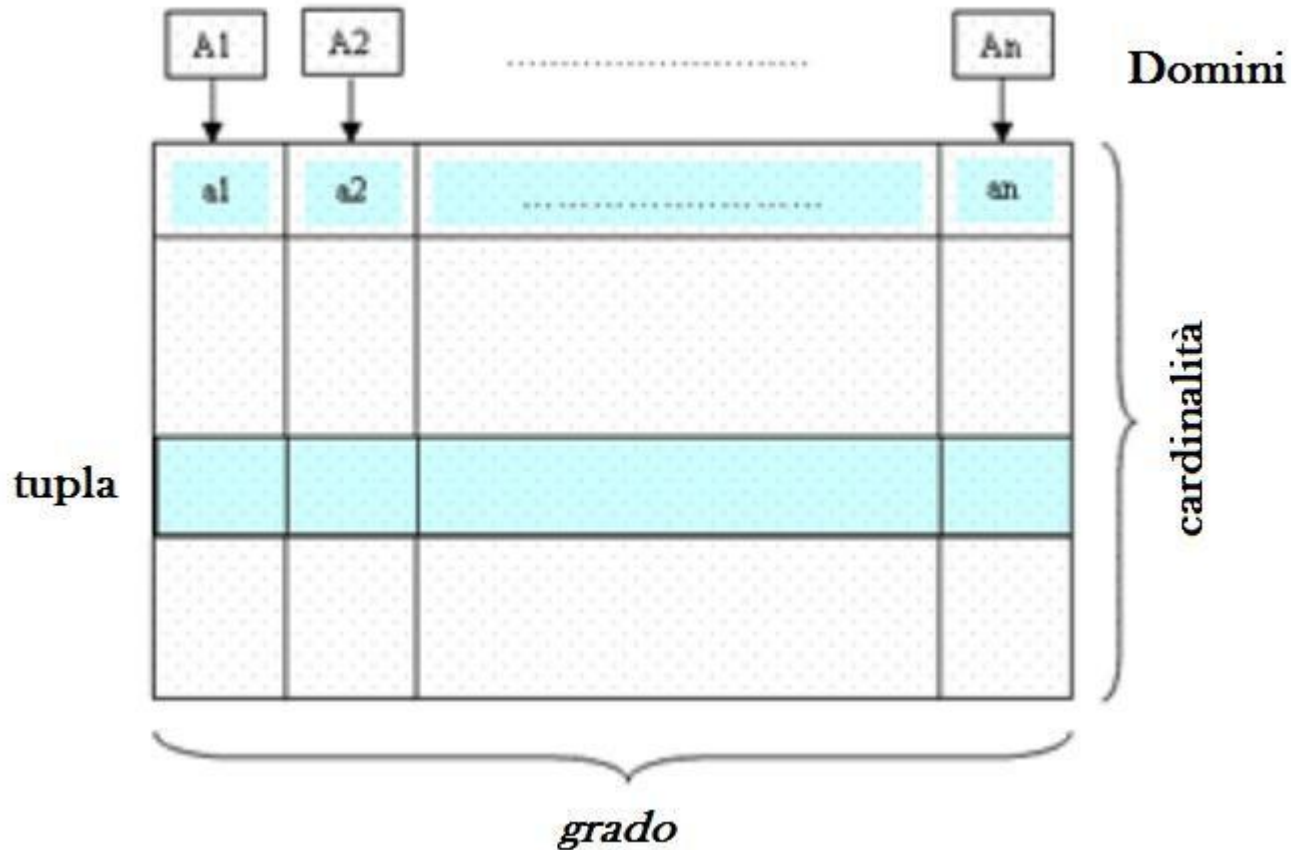 A1 A2 ........................... An Domini
a1 a2 ........................... an
tupla
cardinalità
grado